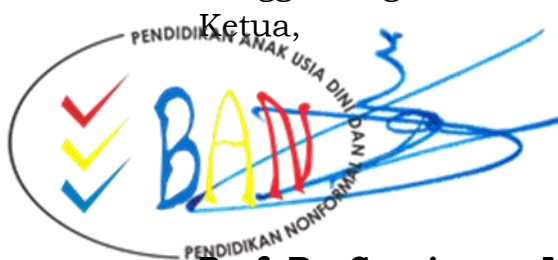 Ketua,
PENDIDIKAN ANAK USIA DINI DAN
BAN
PENDIDIKAN NONFORMAL